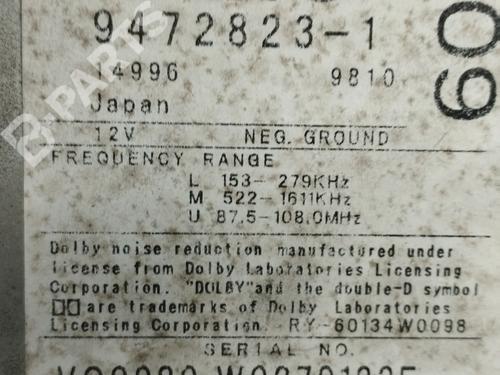 9472823-1
14996 9810
Japan
60
12V NEG. GROUND
FREQUENCY RANGE
L 153-279KHz
M 522-1611KHz
U 87.5-108.0MHz
Dolby noise reduction manufactured under
license from Dolby Laboratories Licensing
Corporation. "DOLBY" and the double-D symbol
are trademarks of Dolby Laboratories
Licensing Corporation. RY-60134W0098
SERIAL NO.
B-PARTS